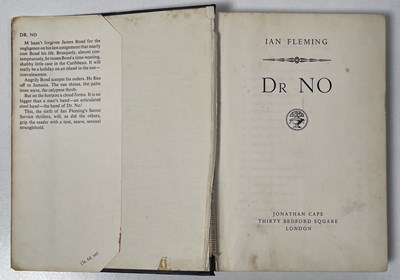 DR. NO
M hasn't forgiven James Bond for the
negligence on his last assignment that nearly
cost Bond his life. Brusquely, almost con-
temptuously, he tosses Bond a time-wasting,
shabby little case in the Caribbean. It will
really be a holiday on an island in the sun—
convalescence.
Angrily Bond accepts the orders. He flies
off to Jamaica. The sun shines, the palm
trees wave, the calypsos throb.
But on the horizon a cloud forms. It is no
bigger than a man's hand—an articulated
steel hand—the hand of Dr. No!
This, the sixth of Ian Fleming's Secret
Service thrillers, will, as did the others,
grip the reader with a taut, suave, sensual
stranglehold.
IAN FLEMING
DR NO
JONATHAN CAPE
THIRTY BEDFORD SQUARE
LONDON